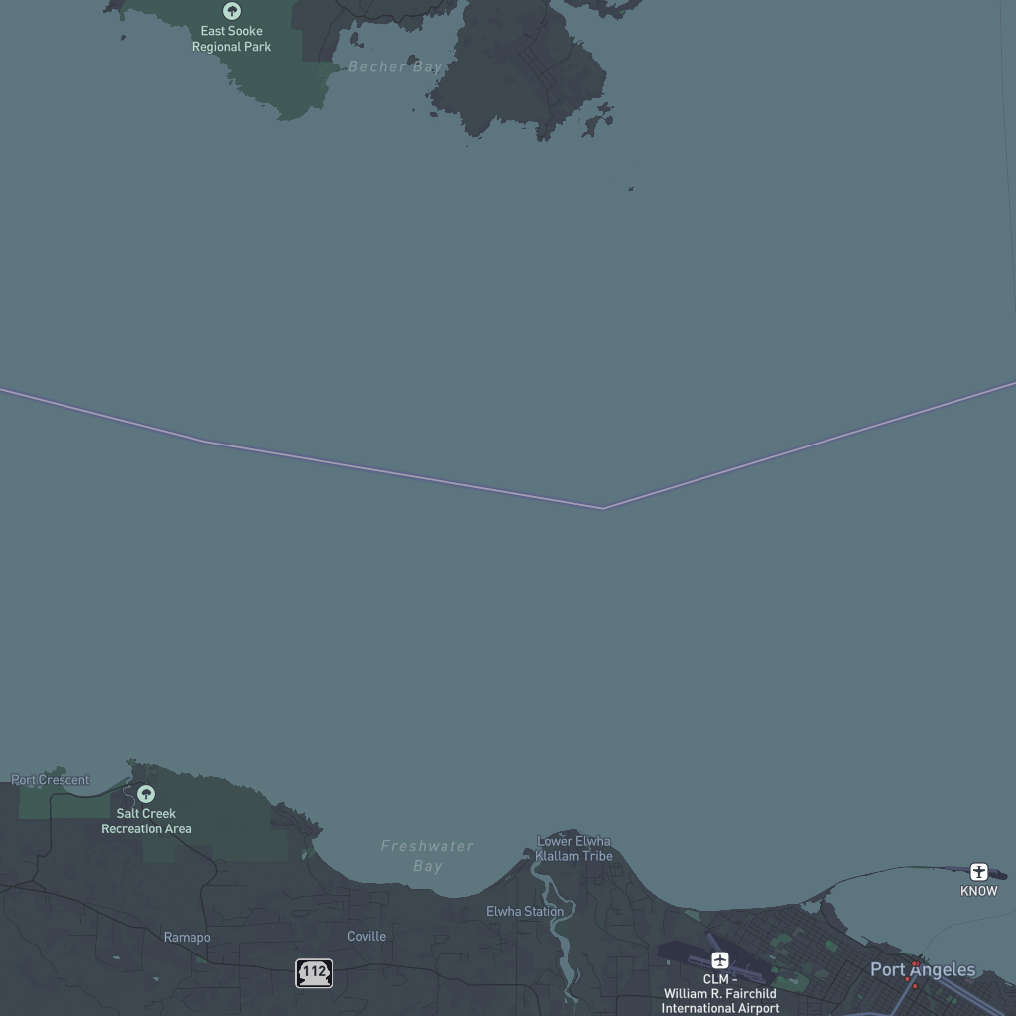 East Sooke
Regional Park
Becher Bay
Port Crescent
Salt Creek
Recreation Area
Freshwater
Bay
Lower Elwha
Klallam Tribe
KNOW
Elwha Station
Ramapo
Coville
112
CLM -
William R. Fairchild
International Airport
Port Angeles